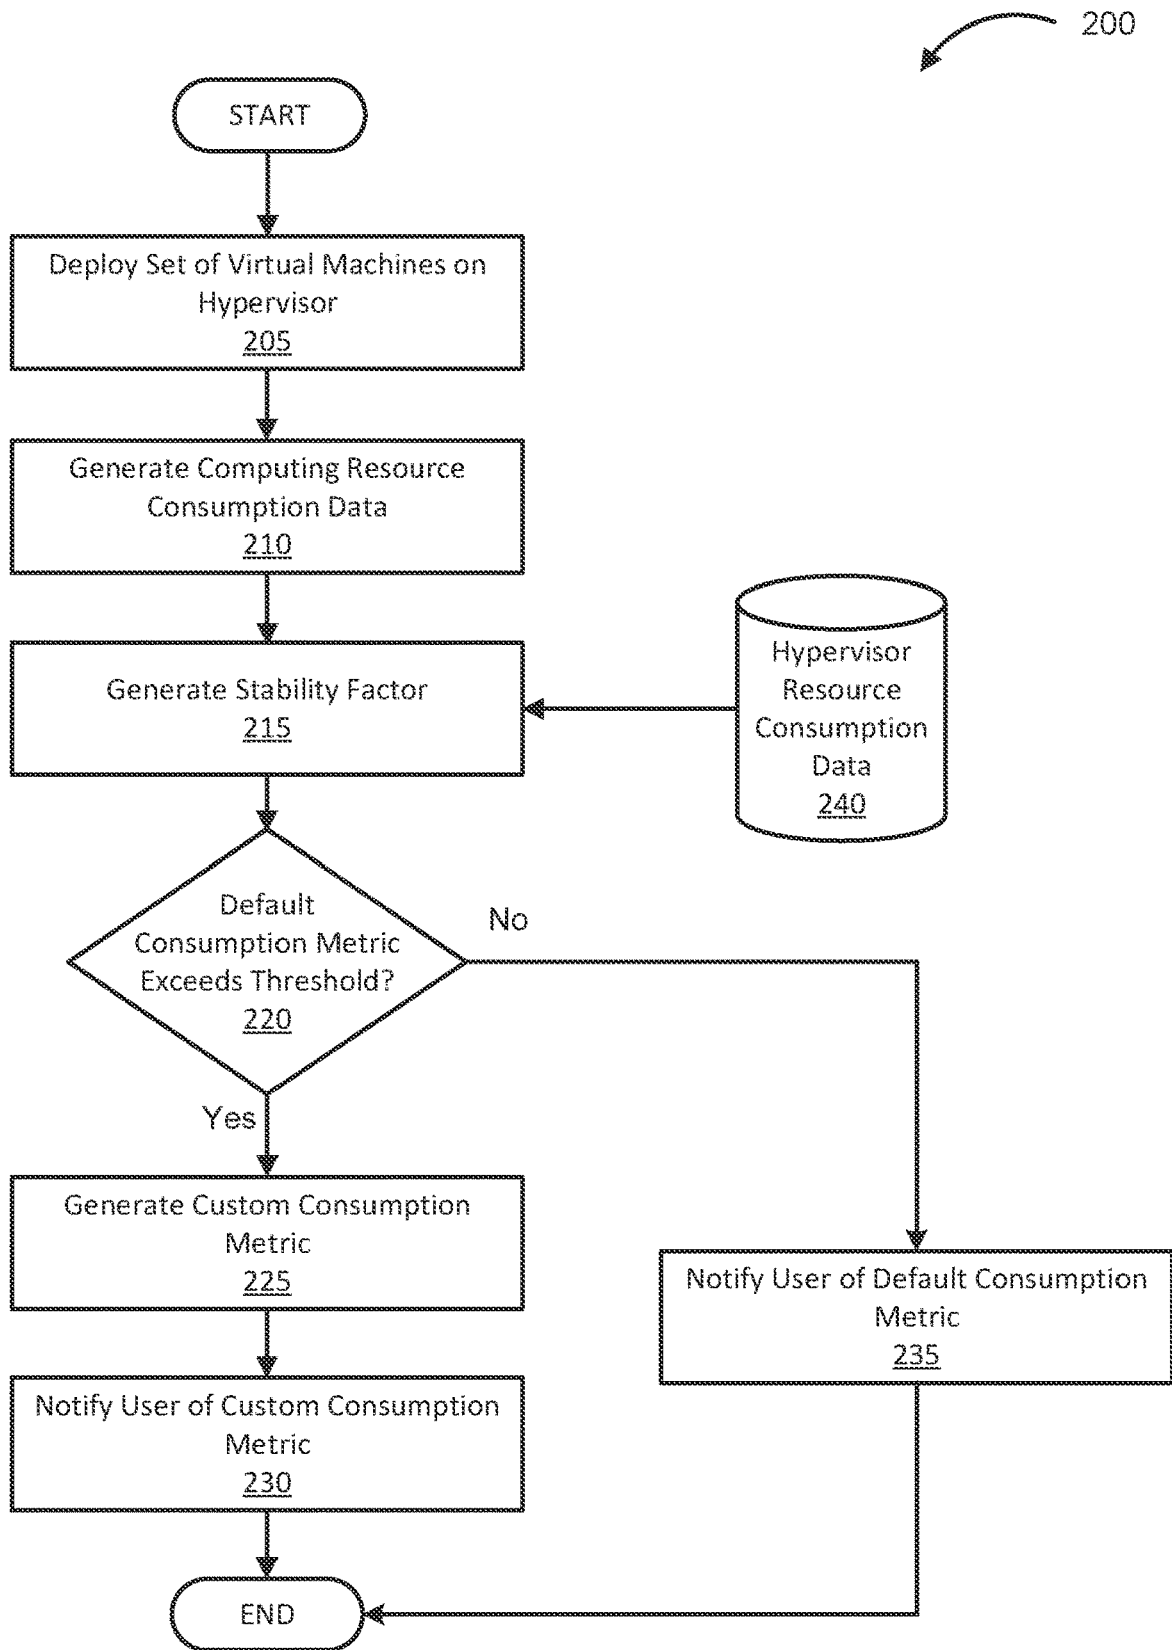 200
START
Deploy Set of Virtual Machines on
Hypervisor
205
Generate Computing Resource
Consumption Data
210
Generate Stability Factor
215
Hypervisor
Resource
Consumption
Data
240
Default
Consumption Metric
Exceeds Threshold?
220
No
Yes
Generate Custom Consumption
Metric
225
Notify User of Default Consumption
Metric
235
Notify User of Custom Consumption
Metric
230
END